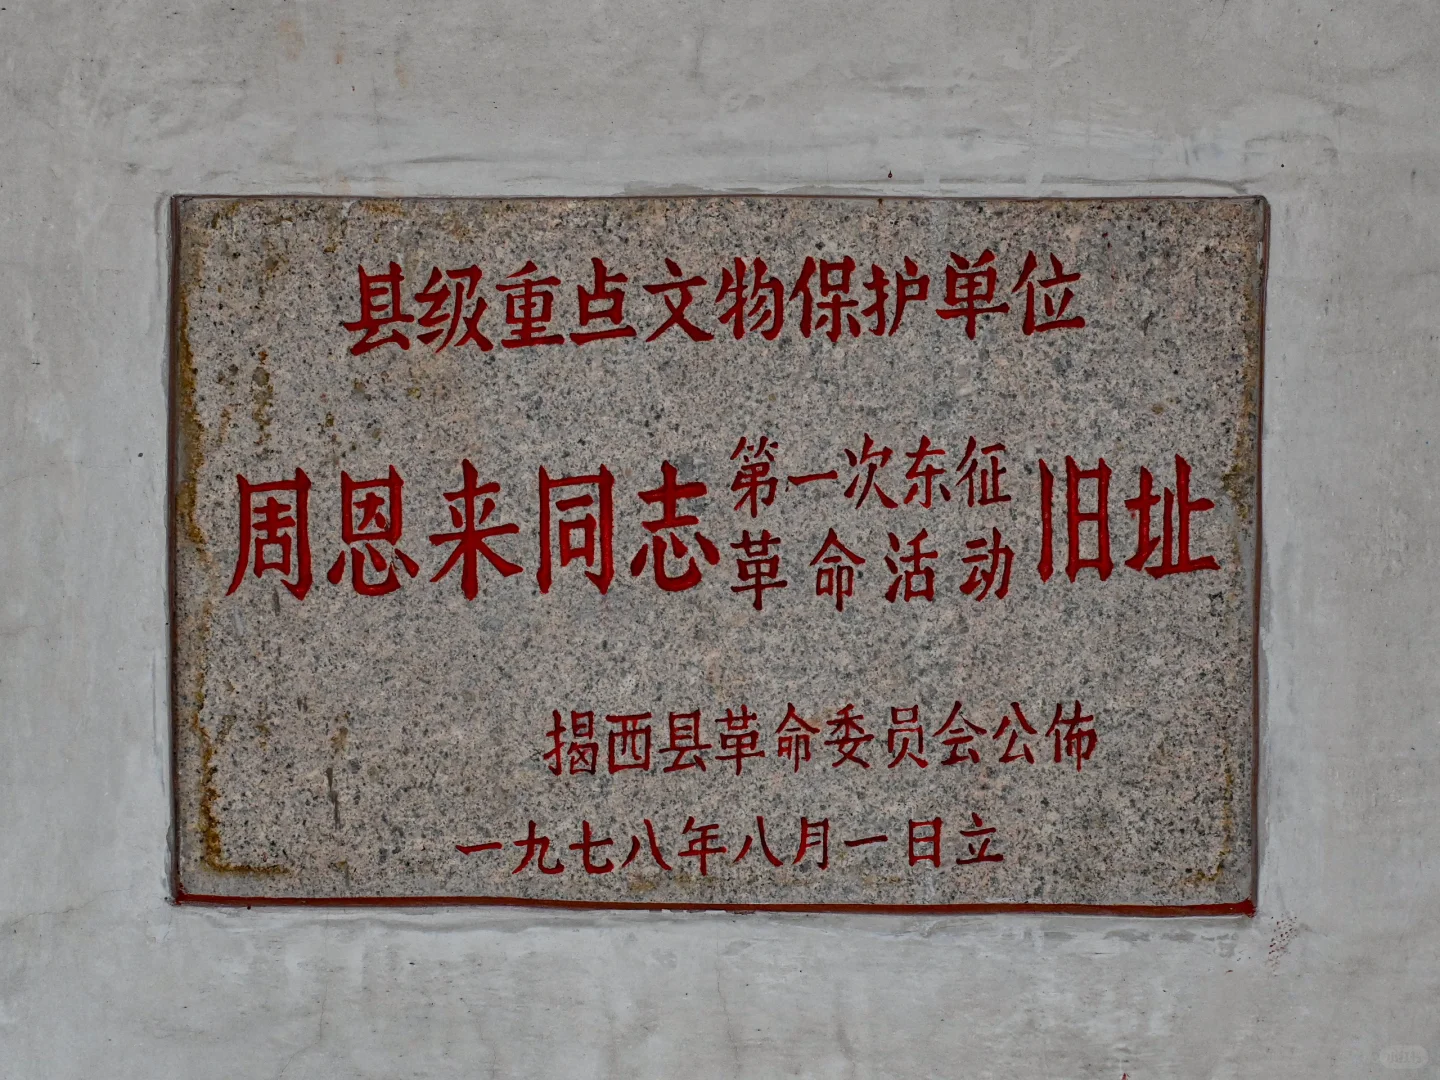 县级重点文物保护单位
周恩来同志第一次东征革命活动旧址
揭西县革命委员会公佈
一九七八年八月一日立